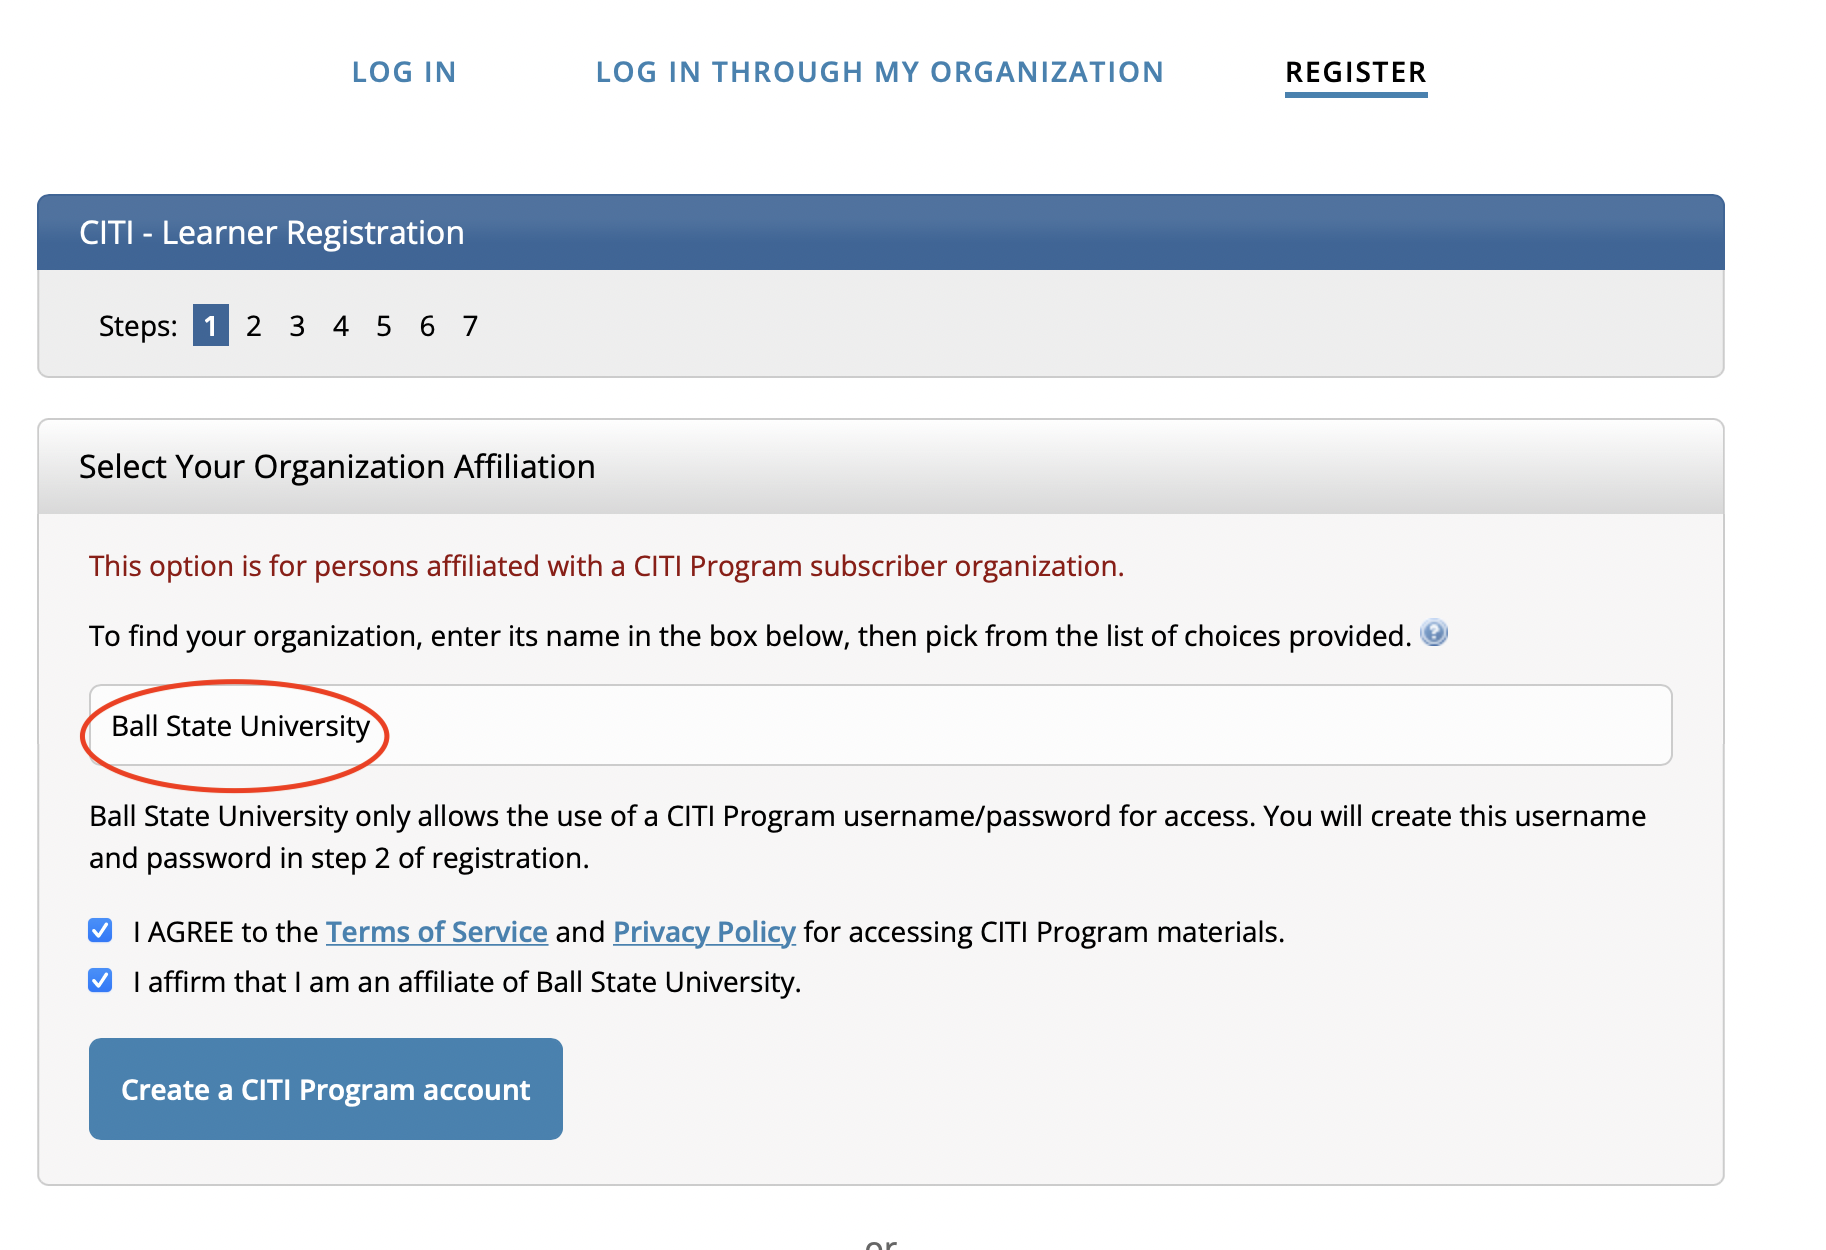 LOG IN LOG IN THROUGH MY ORGANIZATION REGISTER
CITI - Learner Registration
Steps: 1 2 3 4 5 6 7
Select Your Organization Affiliation
This option is for persons affiliated with a CITI Program subscriber organization.
To find your organization, enter its name in the box below, then pick from the list of choices provided. ?
Ball State University
Ball State University only allows the use of a CITI Program username/password for access. You will create this username
and password in step 2 of registration.
I AGREE to the Terms of Service and Privacy Policy for accessing CITI Program materials.
I affirm that I am an affiliate of Ball State University.
Create a CITI Program account
or